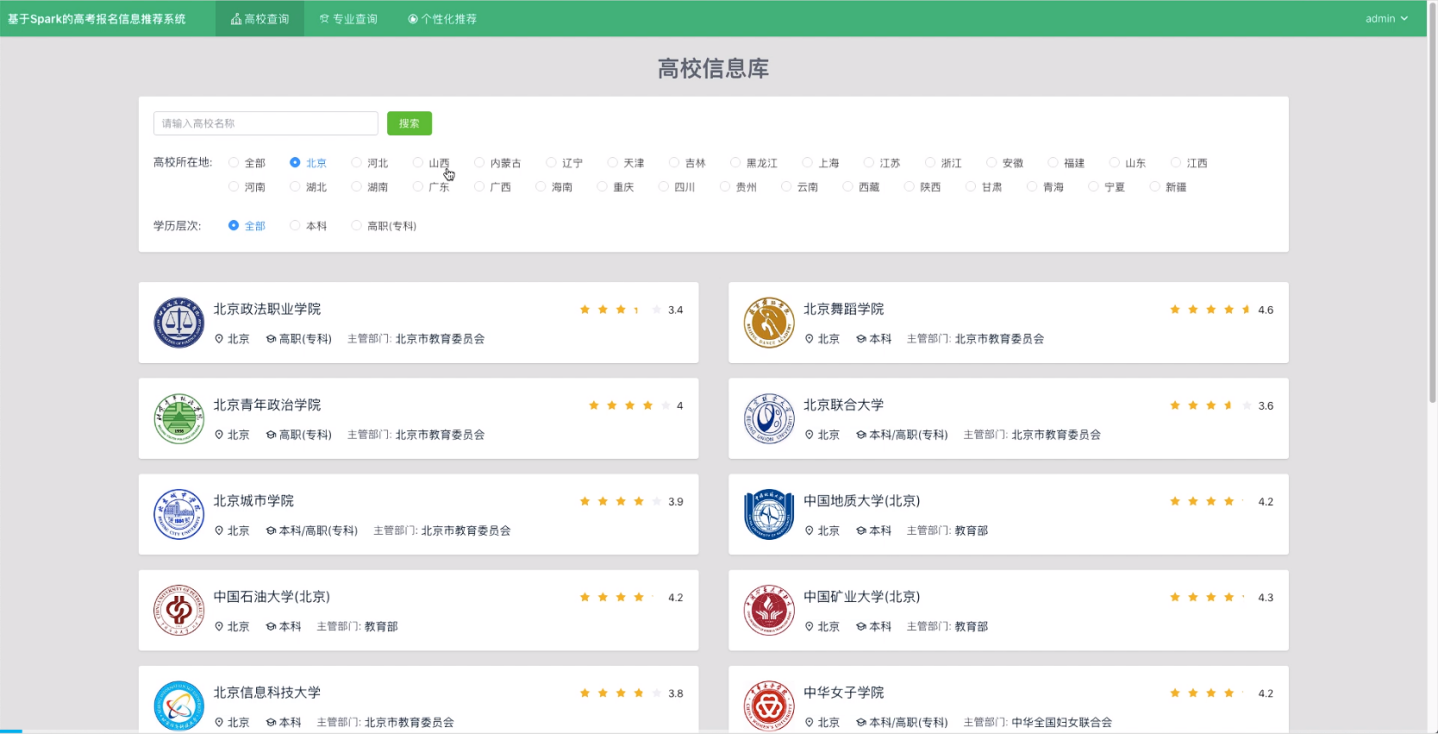 基于Spark的高考报名信息推荐系统 高校查询 专业查询 个性化推荐 admin
高校信息库
请输入高校名称 搜索
高校所在地: 全部 北京 河北 山西 内蒙古 辽宁 天津 吉林 黑龙江 上海 江苏 浙江 安徽 福建 山东 江西
河南 湖北 湖南 广东 广西 海南 重庆 四川 贵州 云南 西藏 陕西 甘肃 青海 宁夏 新疆
学历层次: 全部 本科 高职(专科)
北京政法职业学院 3.4
北京 高职(专科) 主管部门: 北京市教育委员会
北京舞蹈学院 4.6
北京 本科 主管部门: 北京市教育委员会
北京青年政治学院 4
北京 高职(专科) 主管部门: 北京市教育委员会
北京联合大学 3.6
北京 本科/高职(专科) 主管部门: 北京市教育委员会
北京城市学院 3.9
北京 本科/高职(专科) 主管部门: 北京市教育委员会
中国地质大学(北京) 4.2
北京 本科 主管部门: 教育部
中国石油大学(北京) 4.2
北京 本科 主管部门: 教育部
中国矿业大学(北京) 4.3
北京 本科 主管部门: 教育部
北京信息科技大学 3.8
北京 本科 主管部门: 北京市教育委员会
中华女子学院 4.2
北京 本科/高职(专科) 主管部门: 中华全国妇女联合会